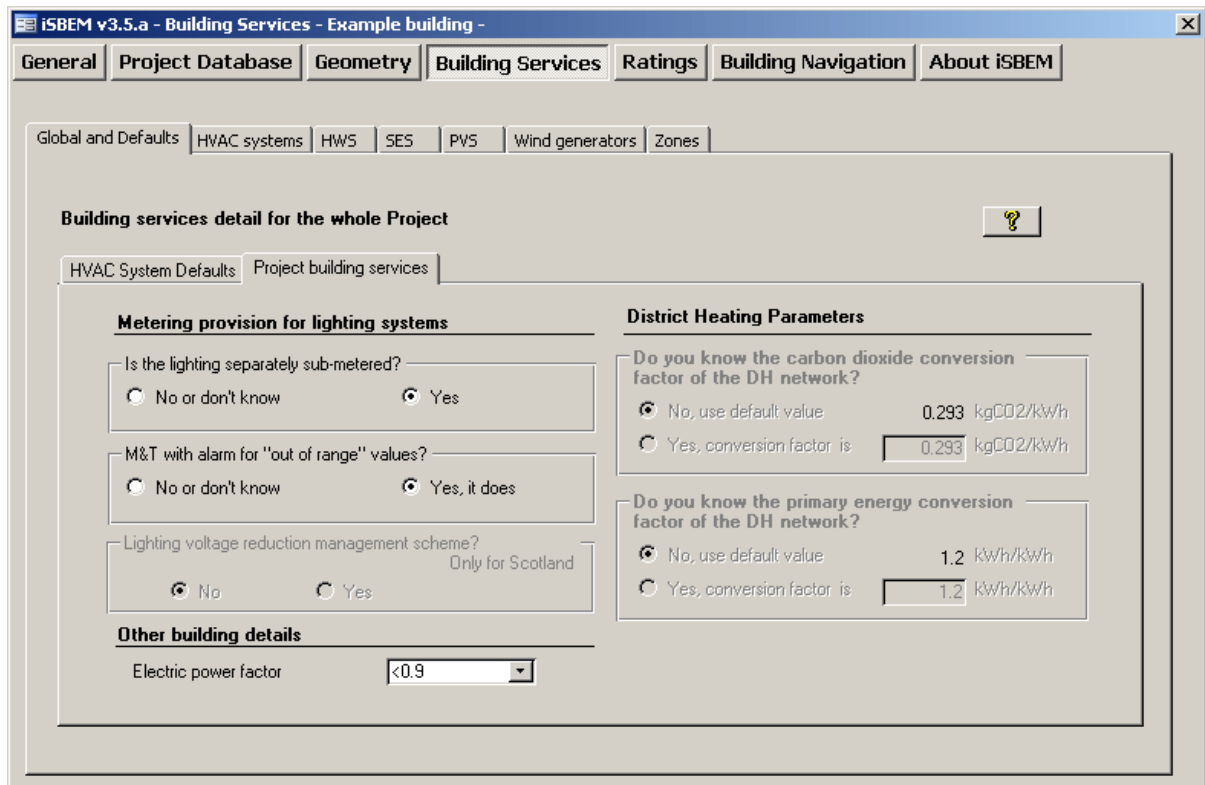 iSBEM v3.5.a - Building Services - Example building -
General Project Database Geometry Building Services Ratings Building Navigation About iSBEM
Global and Defaults HVAC systems HWS SES PVS Wind generators Zones
Building services detail for the whole Project
?
HVAC System Defaults Project building services
Metering provision for lighting systems
Is the lighting separately sub-metered?
No or don't know Yes
M&T with alarm for "out of range" values?
No or don't know Yes, it does
Lighting voltage reduction management scheme?
Only for Scotland
No Yes
Other building details
Electric power factor <0.9
District Heating Parameters
Do you know the carbon dioxide conversion
factor of the DH network?
No, use default value 0.293 kgCO2/kWh
Yes, conversion factor is 0.293 kgCO2/kWh
Do you know the primary energy conversion
factor of the DH network?
No, use default value 1.2 kWh/kWh
Yes, conversion factor is 1.2 kWh/kWh